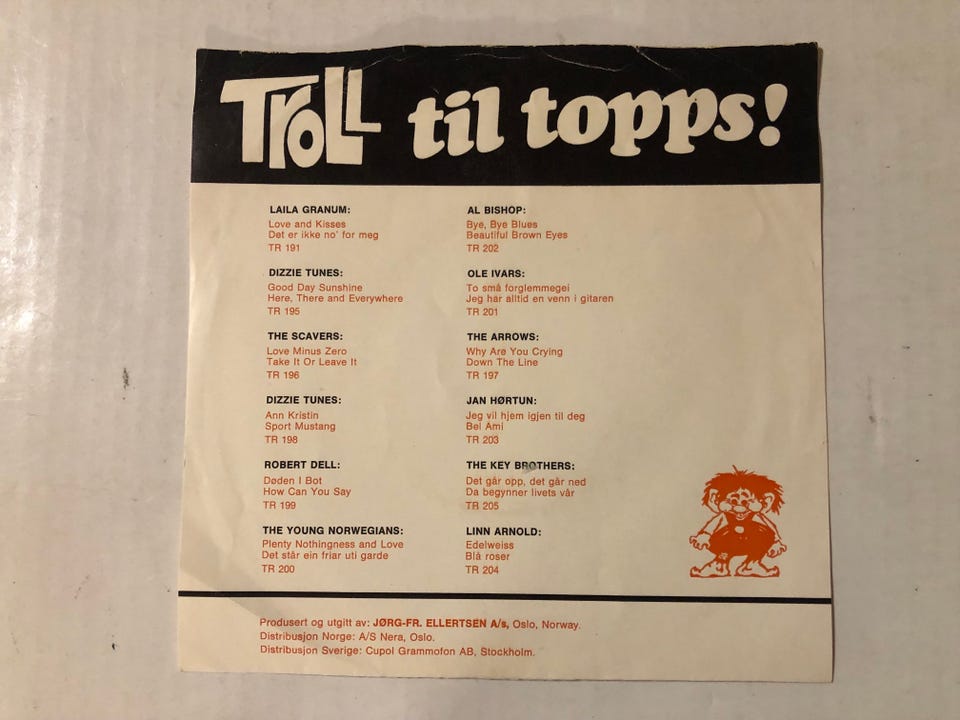 TROLL til topps!
LAILA GRANUM:
Love and Kisses
Det er ikke no' for meg
TR 191
DIZZIE TUNES:
Good Day Sunshine
Here, There and Everywhere
TR 195
THE SCAVERS:
Love Minus Zero
Take It Or Leave It
TR 196
DIZZIE TUNES:
Ann Kristin
Sport Mustang
TR 198
ROBERT DELL:
Døden I Bot
How Can You Say
TR 199
THE YOUNG NORWEGIANS:
Plenty Nothingness and Love
Det står ein friar uti garde
TR 200
AL BISHOP:
Bye, Bye Blues
Beautiful Brown Eyes
TR 202
OLE IVARS:
To små forglemmegei
Jeg har alltid en venn i gitaren
TR 201
THE ARROWS:
Why Are You Crying
Down The Line
TR 197
JAN HØRTUN:
Jeg vil hjem igjen til deg
Bel Ami
TR 203
THE KEY BROTHERS:
Det går opp, det går ned
Da begynner livets vår
TR 205
LINN ARNOLD:
Edelweiss
Blå roser
TR 204
Produsert og utgitt av: JØRG-FR. ELLERTSEN A/s, Oslo, Norway.
Distribusjon Norge: A/S Nera, Oslo.
Distribusjon Sverige: Cupol Grammofon AB, Stockholm.